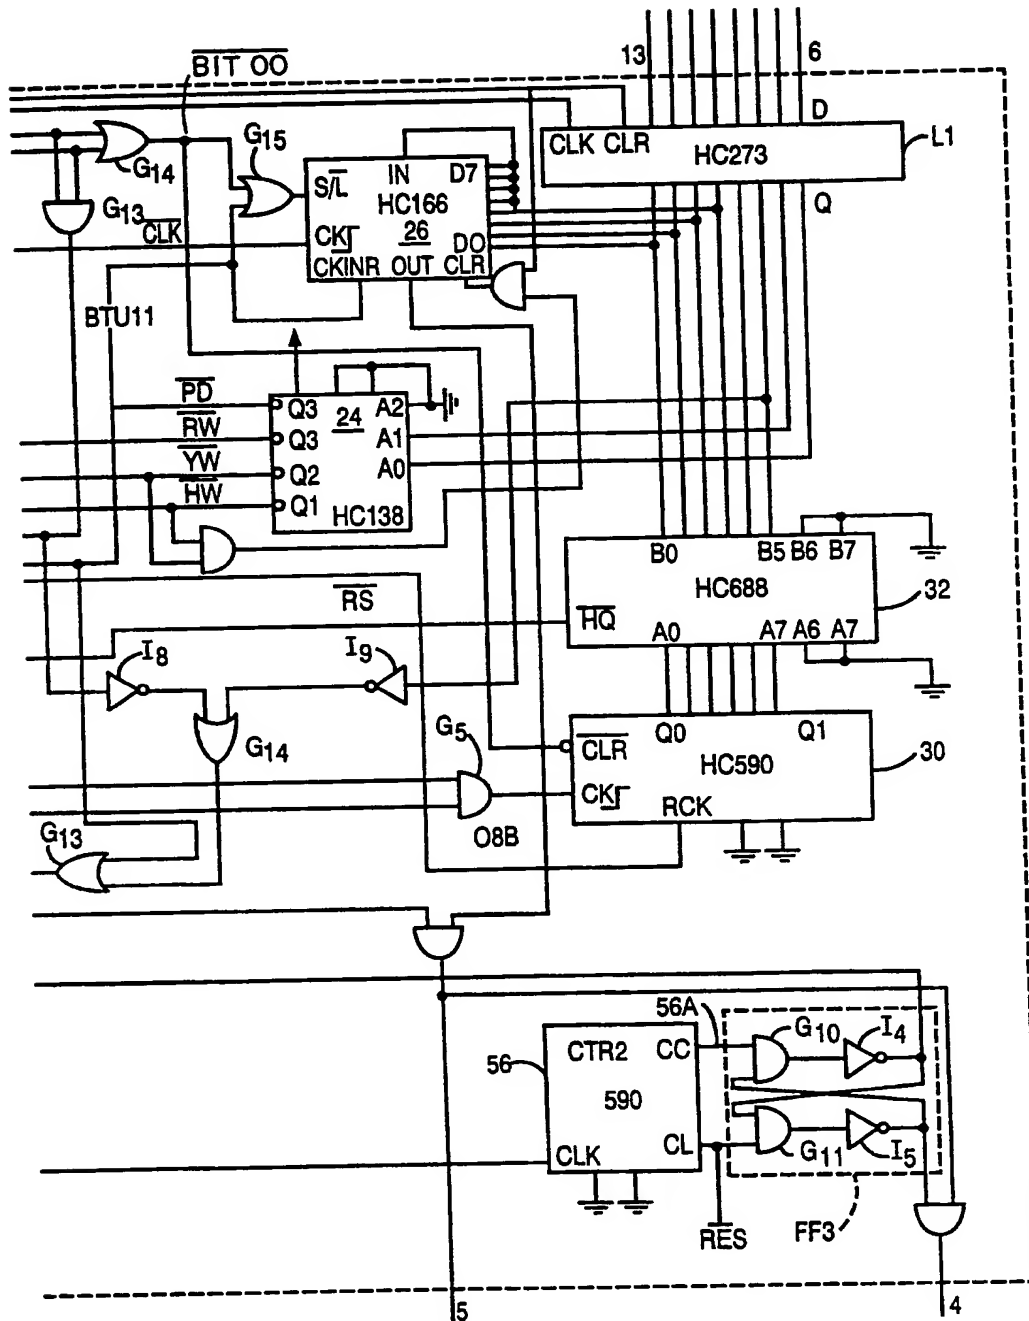 13
6
BIT 00
D
G15
CLK CLR
HC273
L1
G14
IN
D7
S/L
HC166
26
Q
G13
CLK
CK
DO
CKINR
OUT
CLR
BTU11
PD
Q3
24
A2
RW
Q3
A1
YW
Q2
A0
HW
Q1
HC138
B0
B5
B6
B7
HC688
32
RS
HQ
A0
A7
A6
A7
I8
I9
G14
G5
Q0
Q1
CLR
HC590
30
CK
RCK
O8B
G13
56A
G10
I4
56
CTR2
CC
590
CLK
CL
G11
I5
RES
FF3
5
4